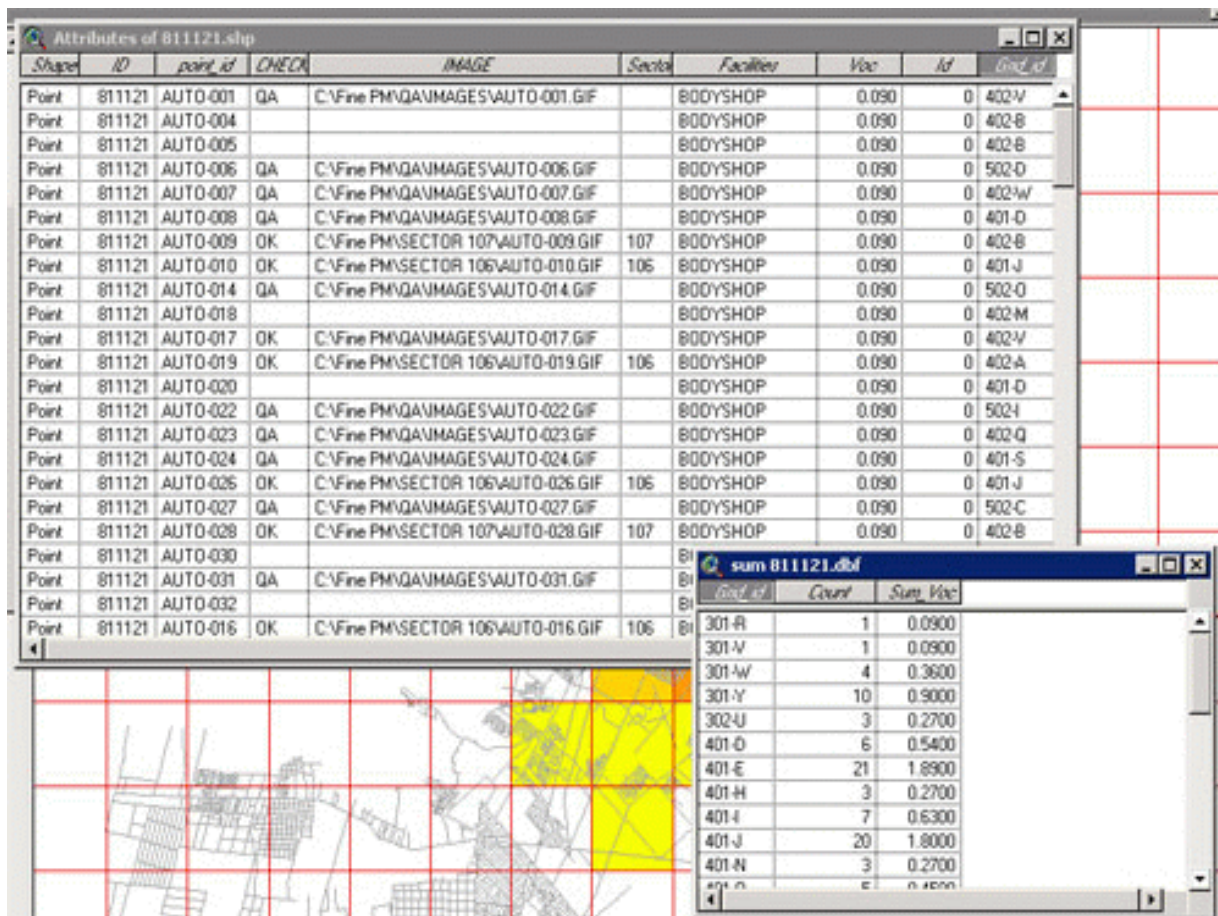 Attributes of 811121.shp
Shape ID point_id CHECK IMAGE Sector Facilities Voc Id Grid_id
Point 811121 AUTO-001 QA C:\Fine PM\QA\IMAGES\AUTO-001.GIF BODYSHOP 0.090 0 402-V
Point 811121 AUTO-004 BODYSHOP 0.090 0 402-B
Point 811121 AUTO-005 BODYSHOP 0.090 0 402-B
Point 811121 AUTO-006 QA C:\Fine PM\QA\IMAGES\AUTO-006.GIF BODYSHOP 0.090 0 502-D
Point 811121 AUTO-007 QA C:\Fine PM\QA\IMAGES\AUTO-007.GIF BODYSHOP 0.090 0 402-W
Point 811121 AUTO-008 QA C:\Fine PM\QA\IMAGES\AUTO-008.GIF BODYSHOP 0.090 0 401-D
Point 811121 AUTO-009 OK C:\Fine PM\SECTOR 107\AUTO-009.GIF 107 BODYSHOP 0.090 0 402-B
Point 811121 AUTO-010 OK C:\Fine PM\SECTOR 106\AUTO-010.GIF 106 BODYSHOP 0.090 0 401-J
Point 811121 AUTO-014 QA C:\Fine PM\QA\IMAGES\AUTO-014.GIF BODYSHOP 0.090 0 502-O
Point 811121 AUTO-018 BODYSHOP 0.090 0 402-M
Point 811121 AUTO-017 OK C:\Fine PM\QA\IMAGES\AUTO-017.GIF BODYSHOP 0.090 0 402-V
Point 811121 AUTO-019 OK C:\Fine PM\SECTOR 106\AUTO-019.GIF 106 BODYSHOP 0.090 0 402-A
Point 811121 AUTO-020 BODYSHOP 0.090 0 401-D
Point 811121 AUTO-022 QA C:\Fine PM\QA\IMAGES\AUTO-022.GIF BODYSHOP 0.090 0 502-I
Point 811121 AUTO-023 QA C:\Fine PM\QA\IMAGES\AUTO-023.GIF BODYSHOP 0.090 0 402-Q
Point 811121 AUTO-024 QA C:\Fine PM\QA\IMAGES\AUTO-024.GIF BODYSHOP 0.090 0 401-S
Point 811121 AUTO-026 OK C:\Fine PM\SECTOR 106\AUTO-026.GIF 106 BODYSHOP 0.090 0 401-J
Point 811121 AUTO-027 QA C:\Fine PM\QA\IMAGES\AUTO-027.GIF BODYSHOP 0.090 0 502-C
Point 811121 AUTO-028 OK C:\Fine PM\SECTOR 107\AUTO-028.GIF 107 BODYSHOP 0.090 0 402-B
Point 811121 AUTO-030
Point 811121 AUTO-031 QA C:\Fine PM\QA\IMAGES\AUTO-031.GIF
Point 811121 AUTO-032
Point 811121 AUTO-016 OK C:\Fine PM\SECTOR 106\AUTO-016.GIF 106
sum 811121.dbf
Grid_id Count Sum_Voc
301-R 1 0.0900
301-V 1 0.0900
301-W 4 0.3600
301-Y 10 0.9000
302-U 3 0.2700
401-D 6 0.5400
401-E 21 1.8900
401-H 3 0.2700
401-I 7 0.6300
401-J 20 1.8000
401-N 3 0.2700